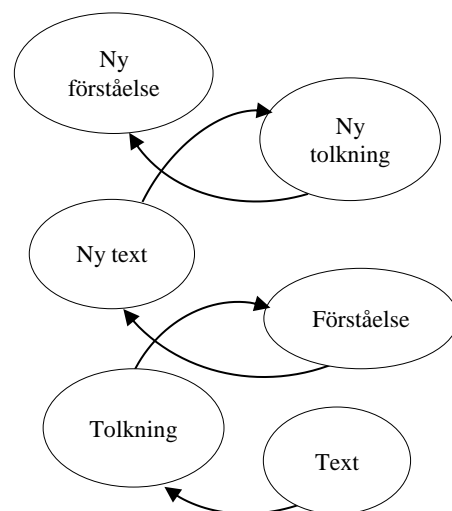 Ny
förståelse
Ny
tolkning
Ny text
Förståelse
Tolkning
Text